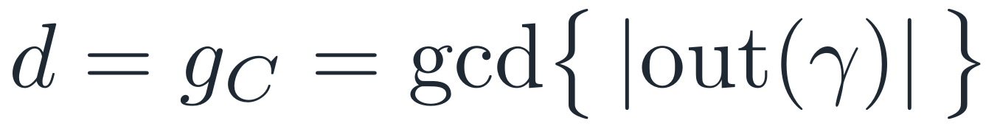 d = g_C = gcd{ |out(γ)| }